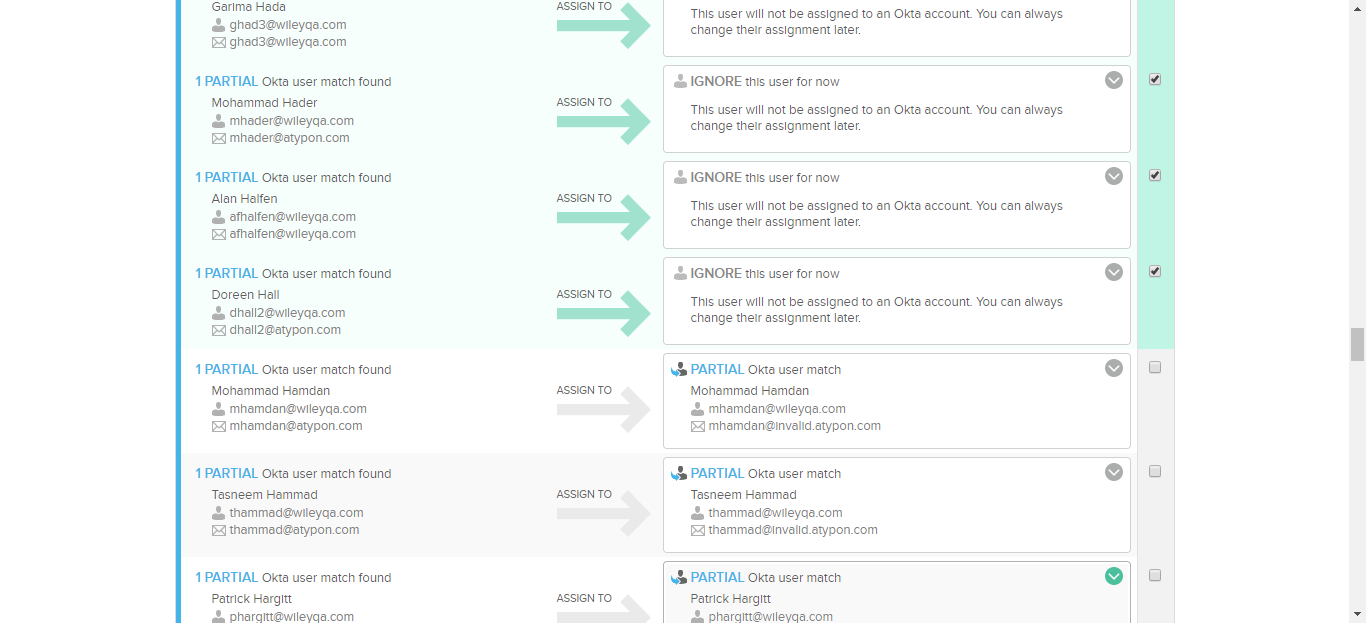 Garima Hada
ghad3@wileyqa.com
ghad3@wileyqa.com
ASSIGN TO
This user will not be assigned to an Okta account. You can always
change their assignment later.
1 PARTIAL Okta user match found
Mohammad Hader
mhader@wileyqa.com
mhader@atypon.com
ASSIGN TO
IGNORE this user for now
This user will not be assigned to an Okta account. You can always
change their assignment later.
1 PARTIAL Okta user match found
Alan Halfen
afhalfen@wileyqa.com
afhalfen@wileyqa.com
ASSIGN TO
IGNORE this user for now
This user will not be assigned to an Okta account. You can always
change their assignment later.
1 PARTIAL Okta user match found
Doreen Hall
dhall2@wileyqa.com
dhall2@atypon.com
ASSIGN TO
IGNORE this user for now
This user will not be assigned to an Okta account. You can always
change their assignment later.
1 PARTIAL Okta user match found
Mohammad Hamdan
mhamdan@wileyqa.com
mhamdan@atypon.com
ASSIGN TO
PARTIAL Okta user match
Mohammad Hamdan
mhamdan@wileyqa.com
mhamdan@invalid.atypon.com
1 PARTIAL Okta user match found
Tasneem Hammad
thammad@wileyqa.com
thammad@atypon.com
ASSIGN TO
PARTIAL Okta user match
Tasneem Hammad
thammad@wileyqa.com
thammad@invalid.atypon.com
1 PARTIAL Okta user match found
Patrick Hargitt
phargitt@wileyqa.com
ASSIGN TO
PARTIAL Okta user match
Patrick Hargitt
phargitt@wileyqa.com